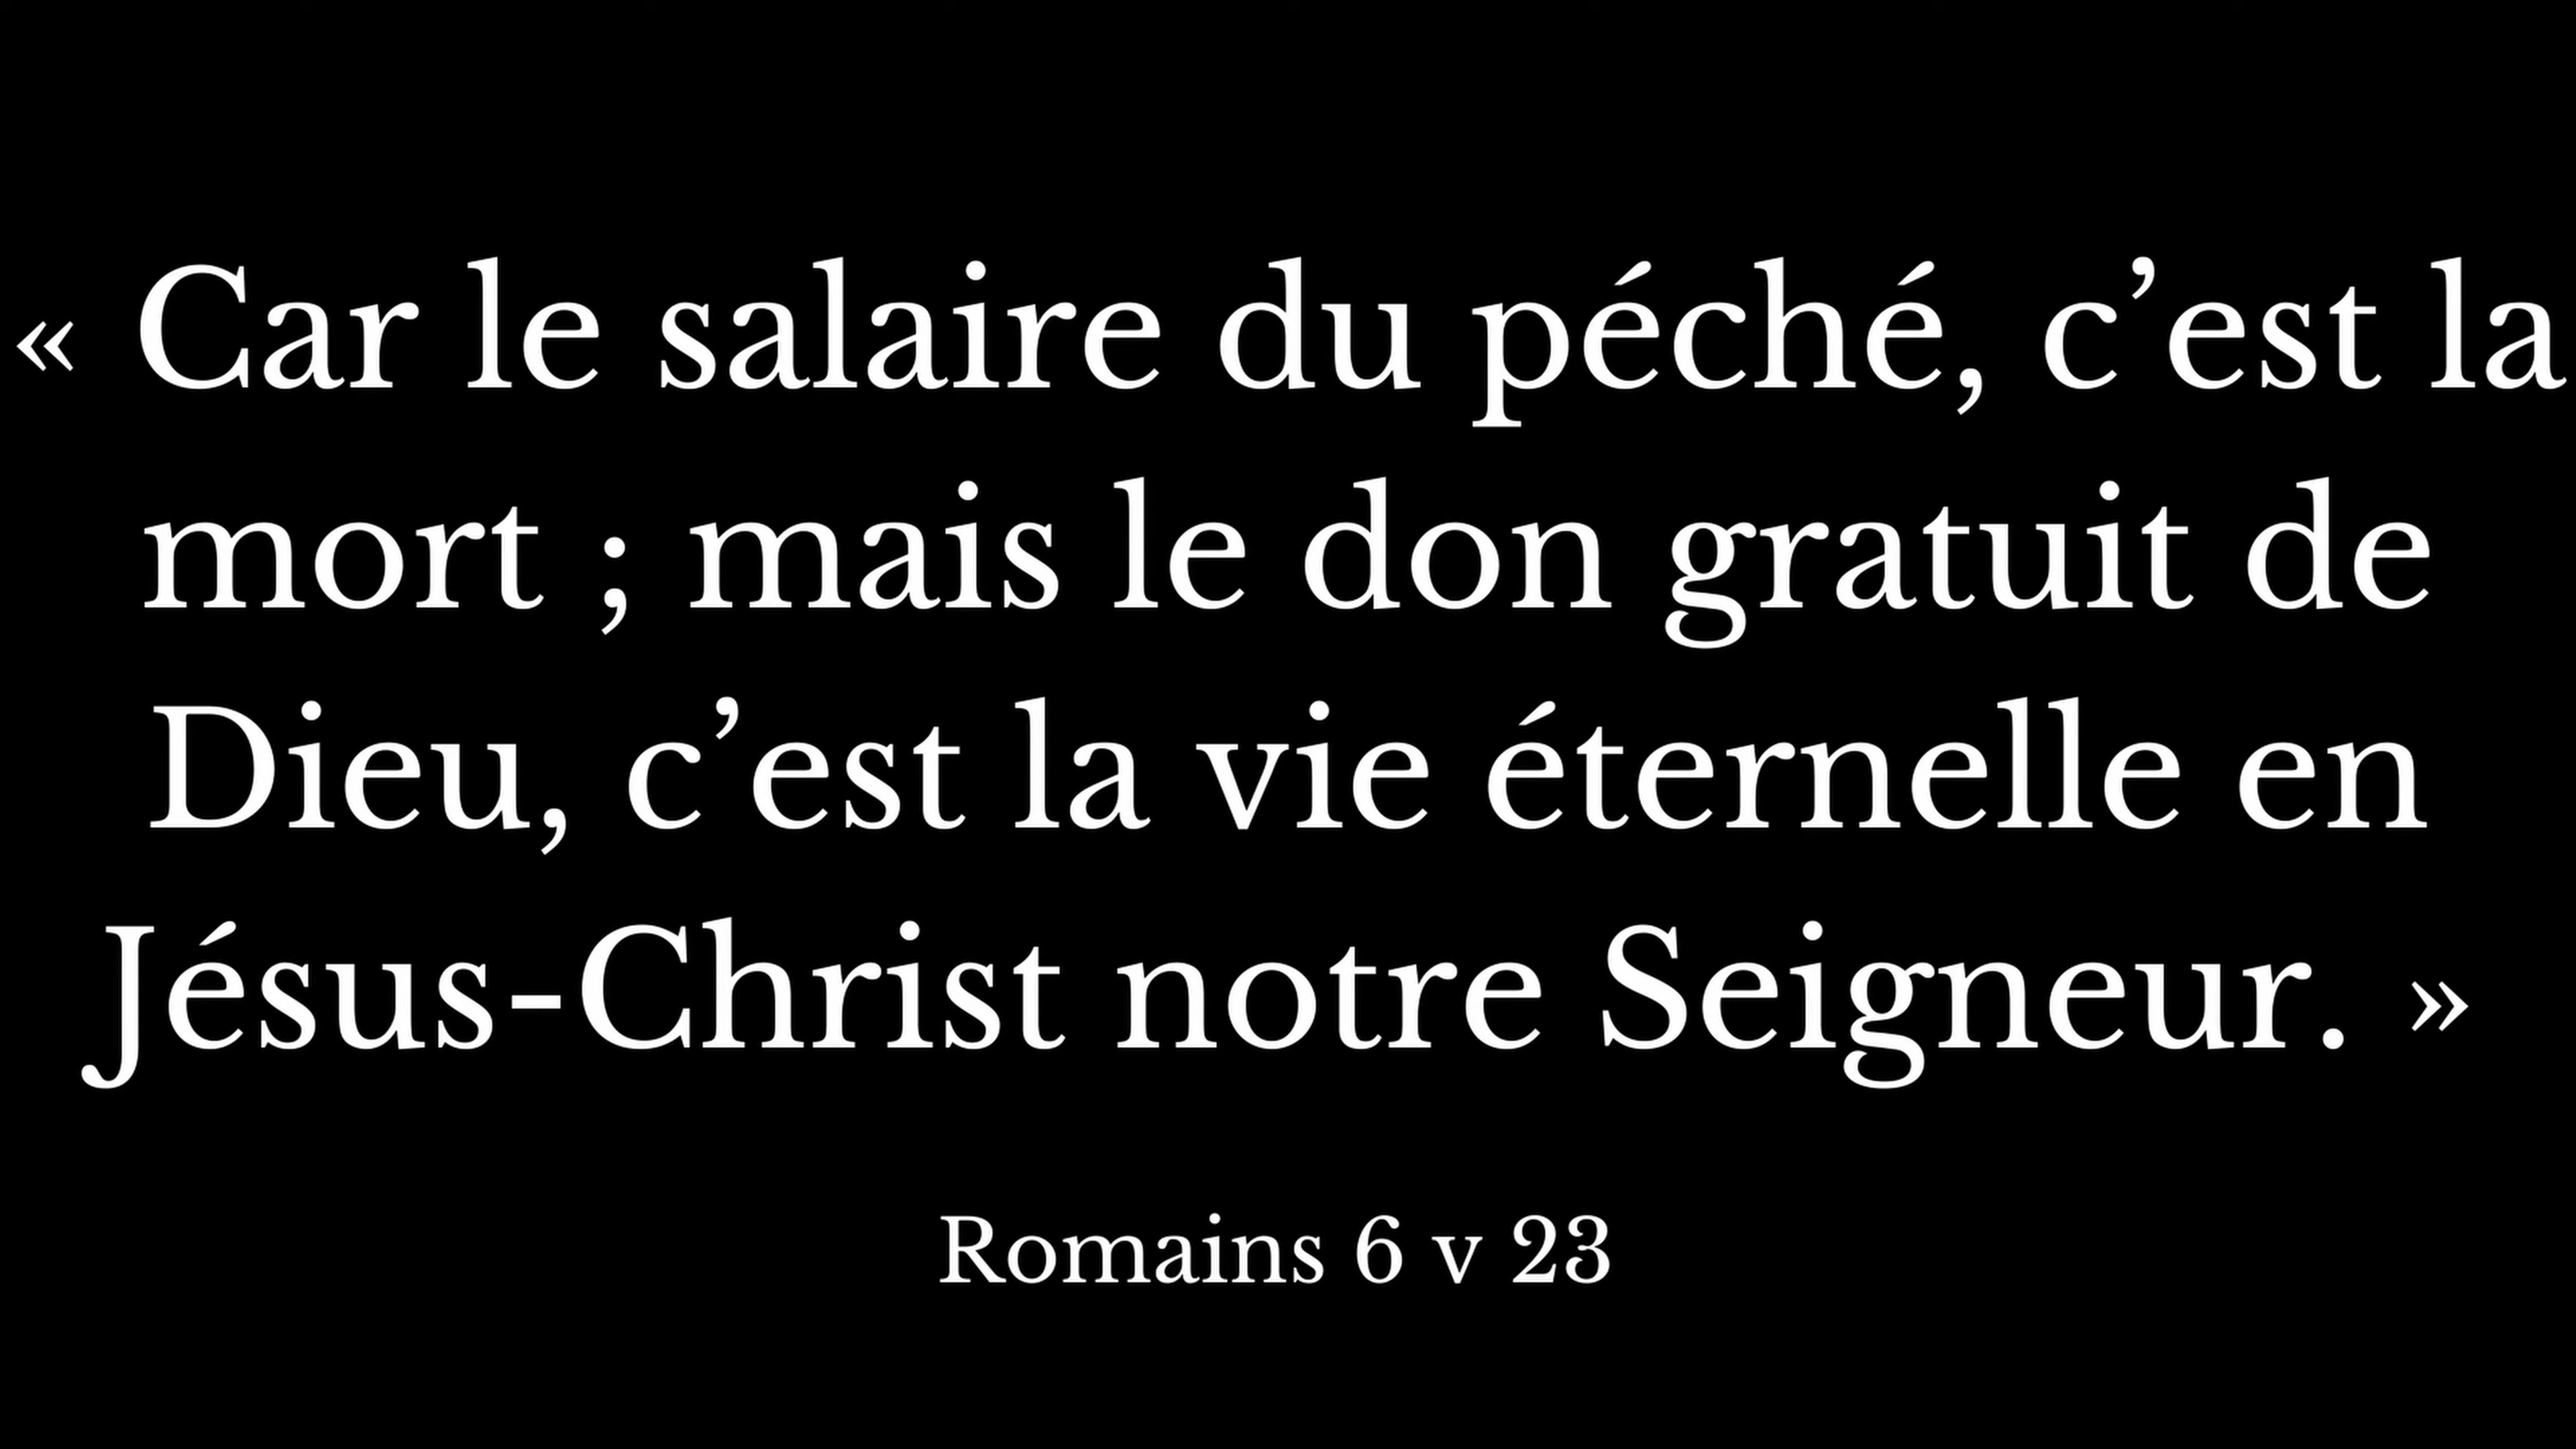 « Car le salaire du péché, c’est la
mort ; mais le don gratuit de
Dieu, c’est la vie éternelle en
Jésus-Christ notre Seigneur. »
Romains 6 v 23